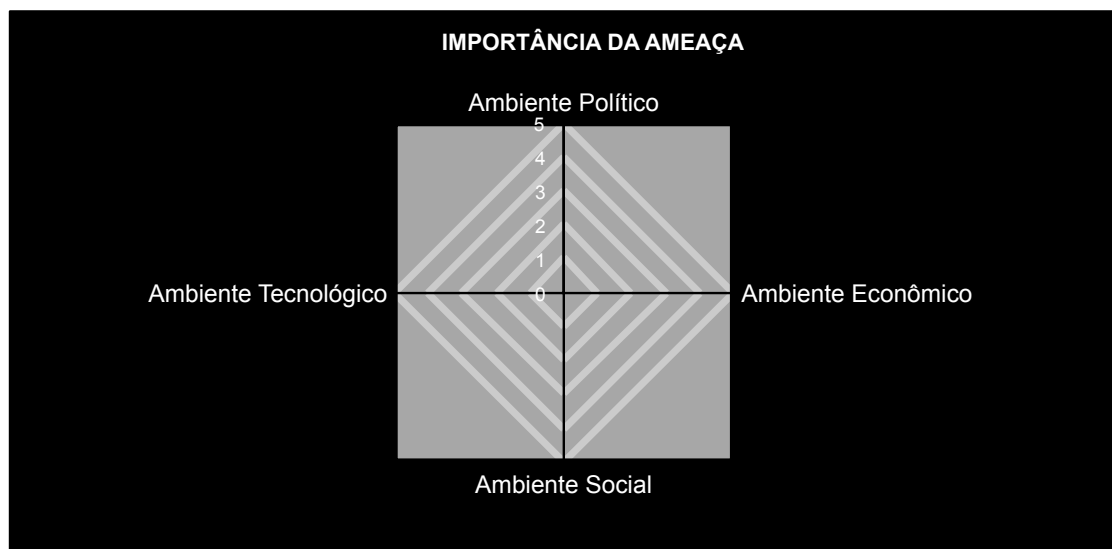 IMPORTÂNCIA DA AMEAÇA
Ambiente Político
5
4
3
2
1
Ambiente Tecnológico
0
Ambiente Econômico
Ambiente Social